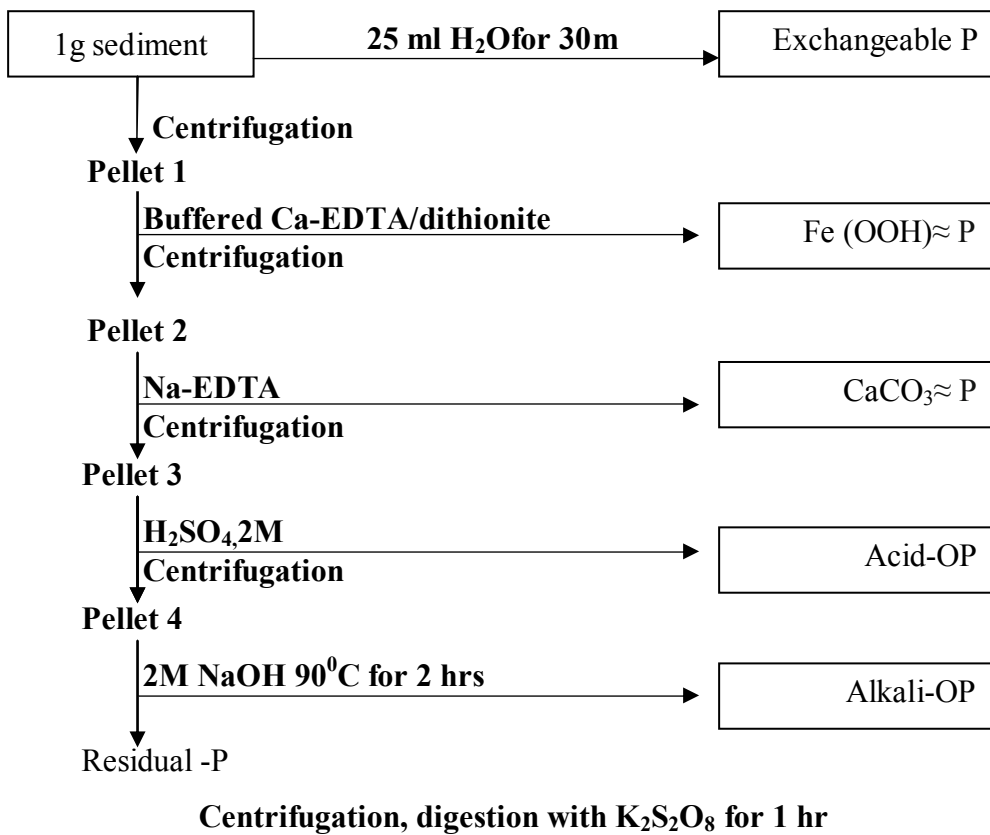 1g sediment
25 ml H₂Ofor 30m
Exchangeable P
Centrifugation
Pellet 1
Buffered Ca-EDTA/dithionite
Fe (OOH)≈ P
Centrifugation
Pellet 2
Na-EDTA
CaCO₃≈ P
Centrifugation
Pellet 3
H₂SO₄,2M
Acid-OP
Centrifugation
Pellet 4
2M NaOH 90⁰C for 2 hrs
Alkali-OP
Residual -P
Centrifugation, digestion with K₂S₂O₈ for 1 hr